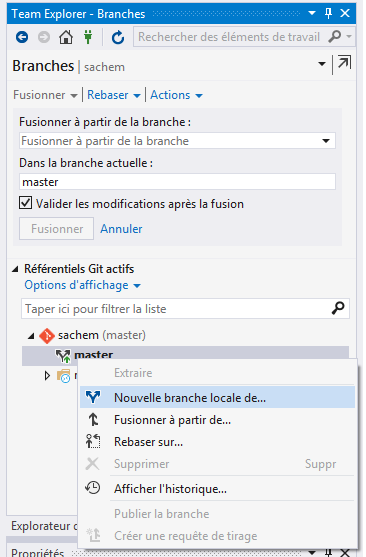 Team Explorer - Branches
Rechercher des éléments de travail
Branches | sachem
Fusionner | Rebaser | Actions
Fusionner à partir de la branche :
Fusionner à partir de la branche
Dans la branche actuelle :
master
Valider les modifications après la fusion
Fusionner Annuler
Référentiels Git actifs
Options d'affichage
Taper ici pour filtrer la liste
sachem (master)
master
Extraire
Nouvelle branche locale de...
Fusionner à partir de...
Rebaser sur...
Supprimer Suppr
Afficher l'historique...
Publier la branche
Explorateur
Créer une requête de tirage
Propriétés